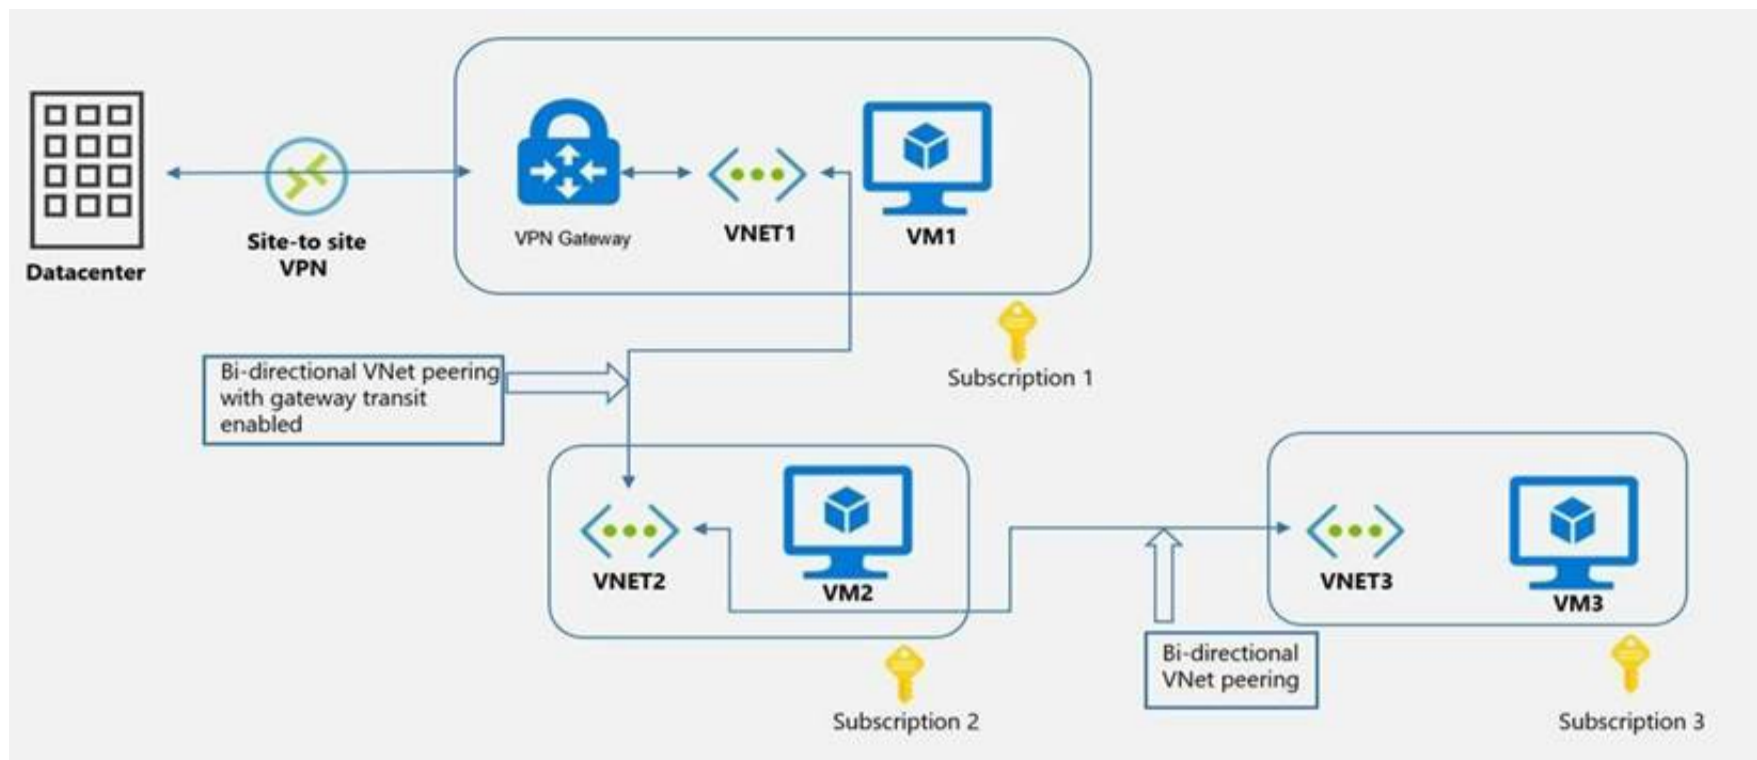 Datacenter
Site-to site
VPN
VPN Gateway
VNET1
VM1
Subscription 1
Bi-directional VNet peering
with gateway transit
enabled
VNET2
VM2
Subscription 2
VNET3
VM3
Bi-directional
VNet peering
Subscription 3